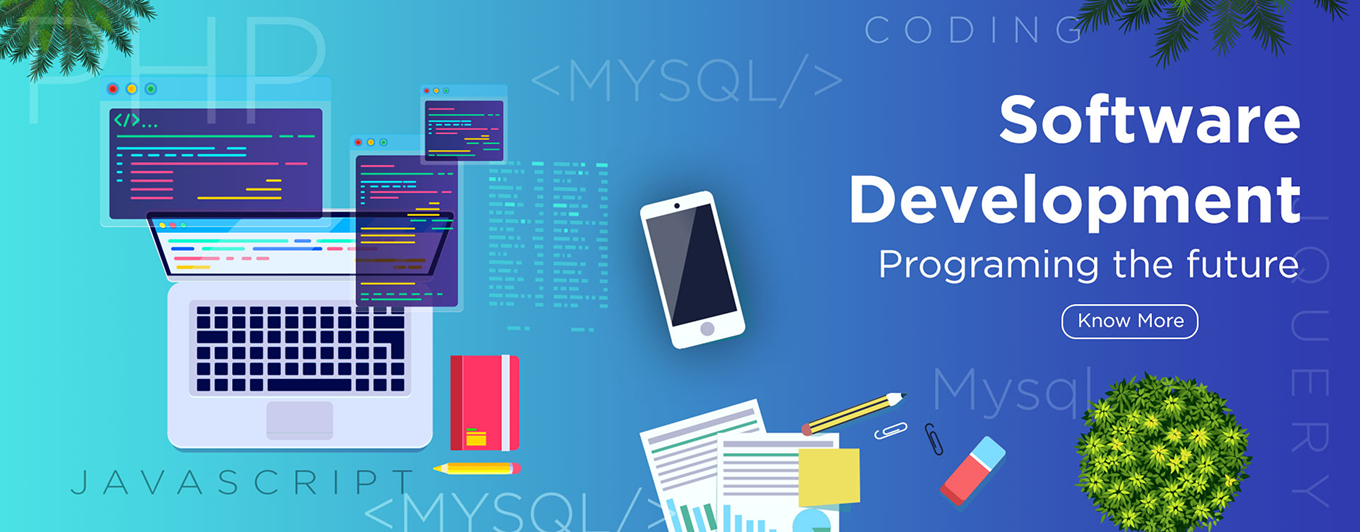 PHP
CODING
<MYSQL/>
</>...
Software
Development
Programing the future
Know More
JQUERY
Mysql
JAVASCRIPT
<MYSQL/>